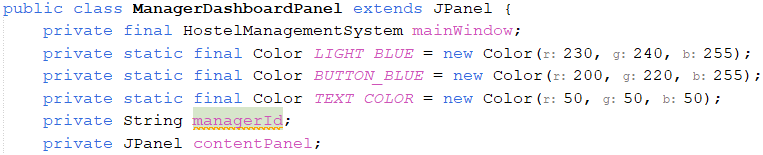 public class ManagerDashboardPanel extends JPanel {
private final HostelManagementSystem mainWindow;
private static final Color LIGHT_BLUE = new Color(r: 230, g: 240, b: 255);
private static final Color BUTTON_BLUE = new Color(r: 200, g: 220, b: 255);
private static final Color TEXT_COLOR = new Color(r: 50, g: 50, b: 50);
private String managerId;
private JPanel contentPanel;